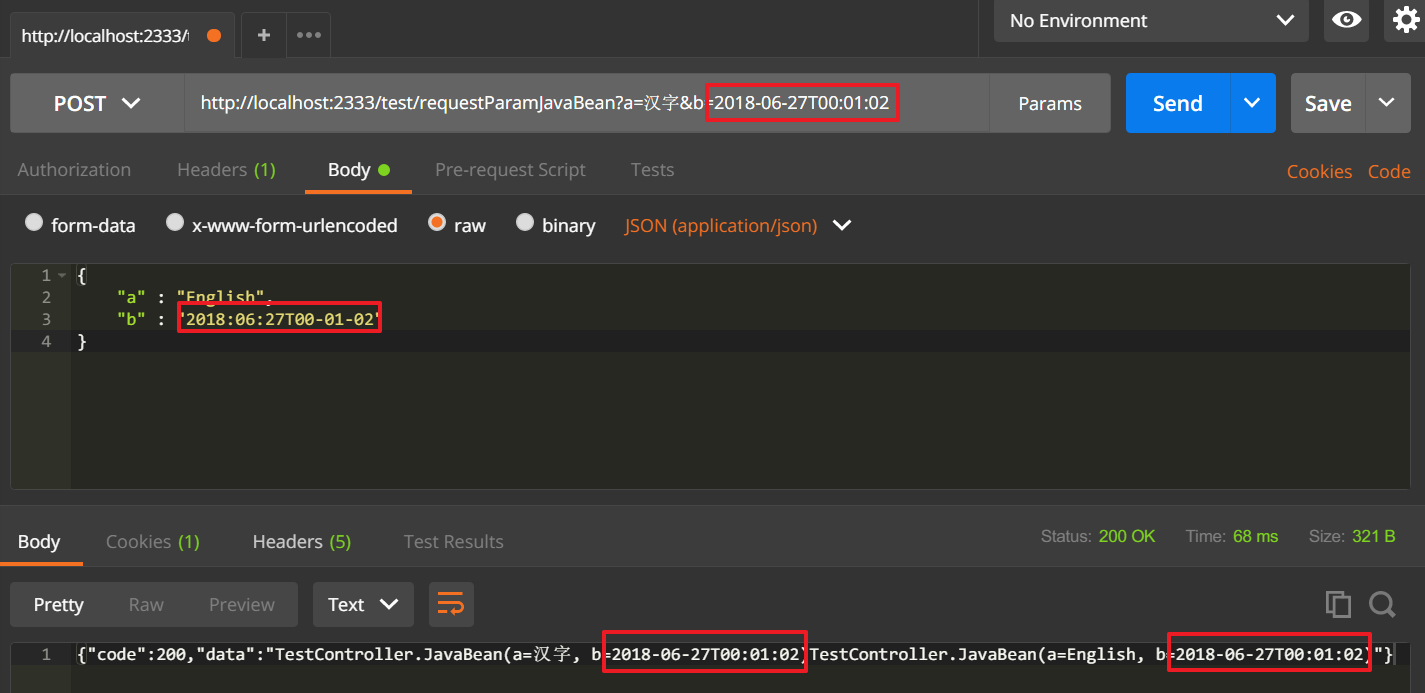 http://localhost:2333/t
+
•••
No Environment
POST
http://localhost:2333/test/requestParamJavaBean?a=汉字&b=2018-06-27T00:01:02
Params
Send
Save
Authorization
Headers (1)
Body
Pre-request Script
Tests
Cookies
Code
form-data
x-www-form-urlencoded
raw
binary
JSON (application/json)
1 {
2 "a" : "English",
3 "b" : "2018:06:27T00-01-02"
4 }
Body
Cookies (1)
Headers (5)
Test Results
Status: 200 OK
Time: 68 ms
Size: 321 B
Pretty
Raw
Preview
Text
1 {"code":200,"data":"TestController.JavaBean(a=汉字, b=2018-06-27T00:01:02)TestController.JavaBean(a=English, b=2018-06-27T00:01:02)"}